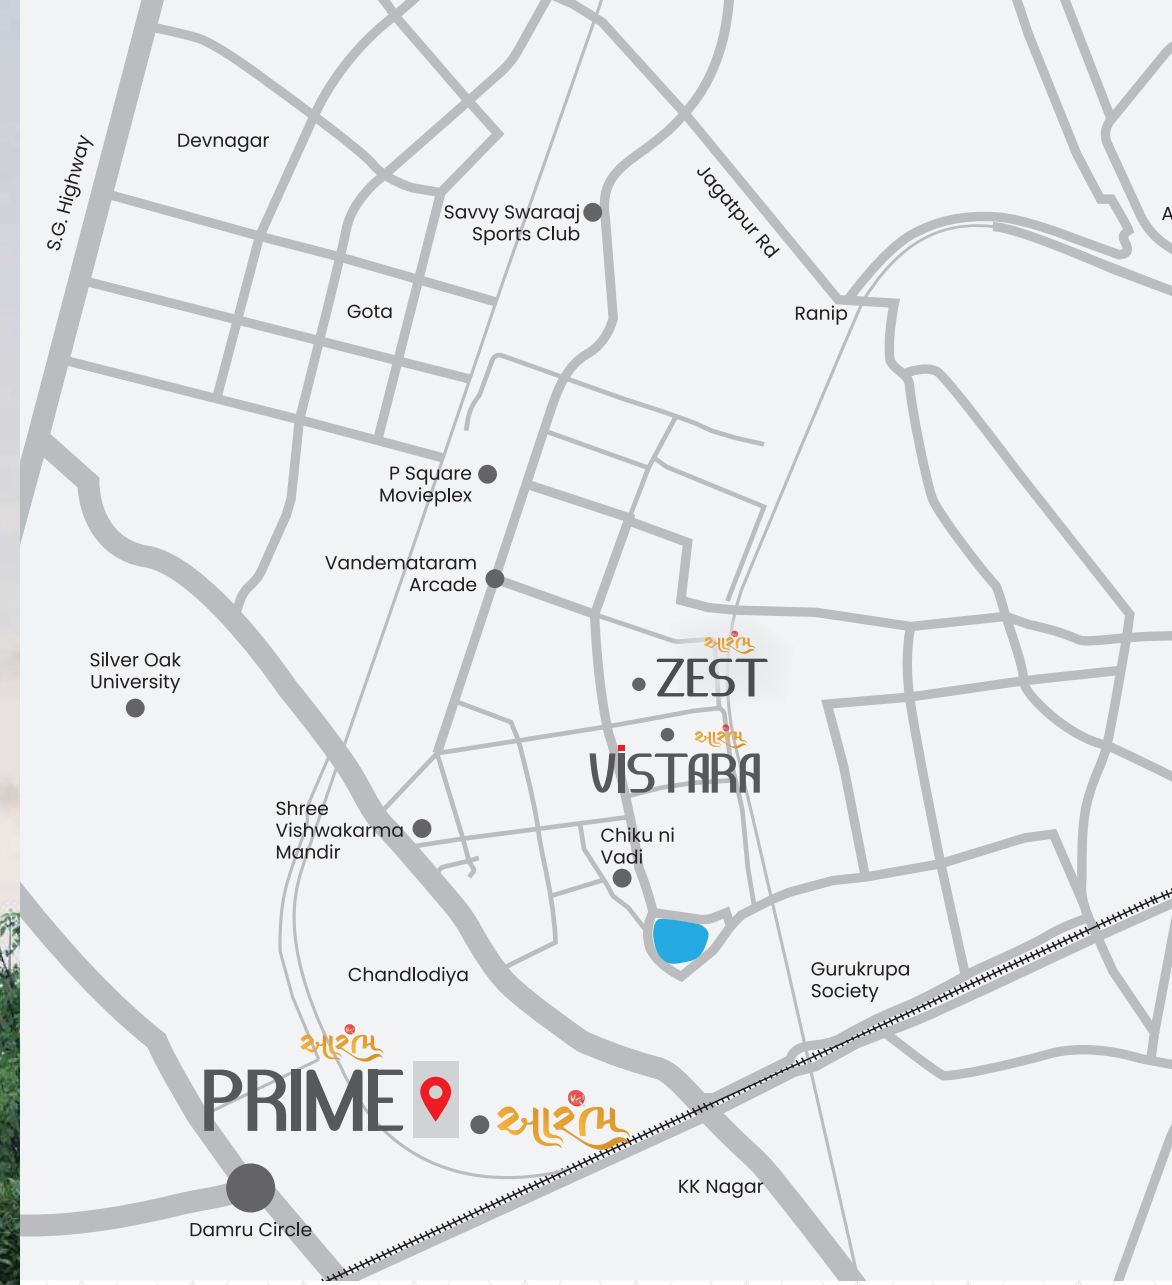 Devnagar
S.G. Highway
Savvy Swaraaj
Sports Club
Jagatpur Rd
Gota
Ranip
P Square
Movieplex
Vandemataram
Arcade
Silver Oak
University
આરંભ
ZEST
આરંભ
VISTARA
Shree
Vishwakarma
Mandir
Chiku ni
Vadi
Chandlodiya
Gurukrupa
Society
આરંભ
PRIME
આરંભ
KK Nagar
Damru Circle